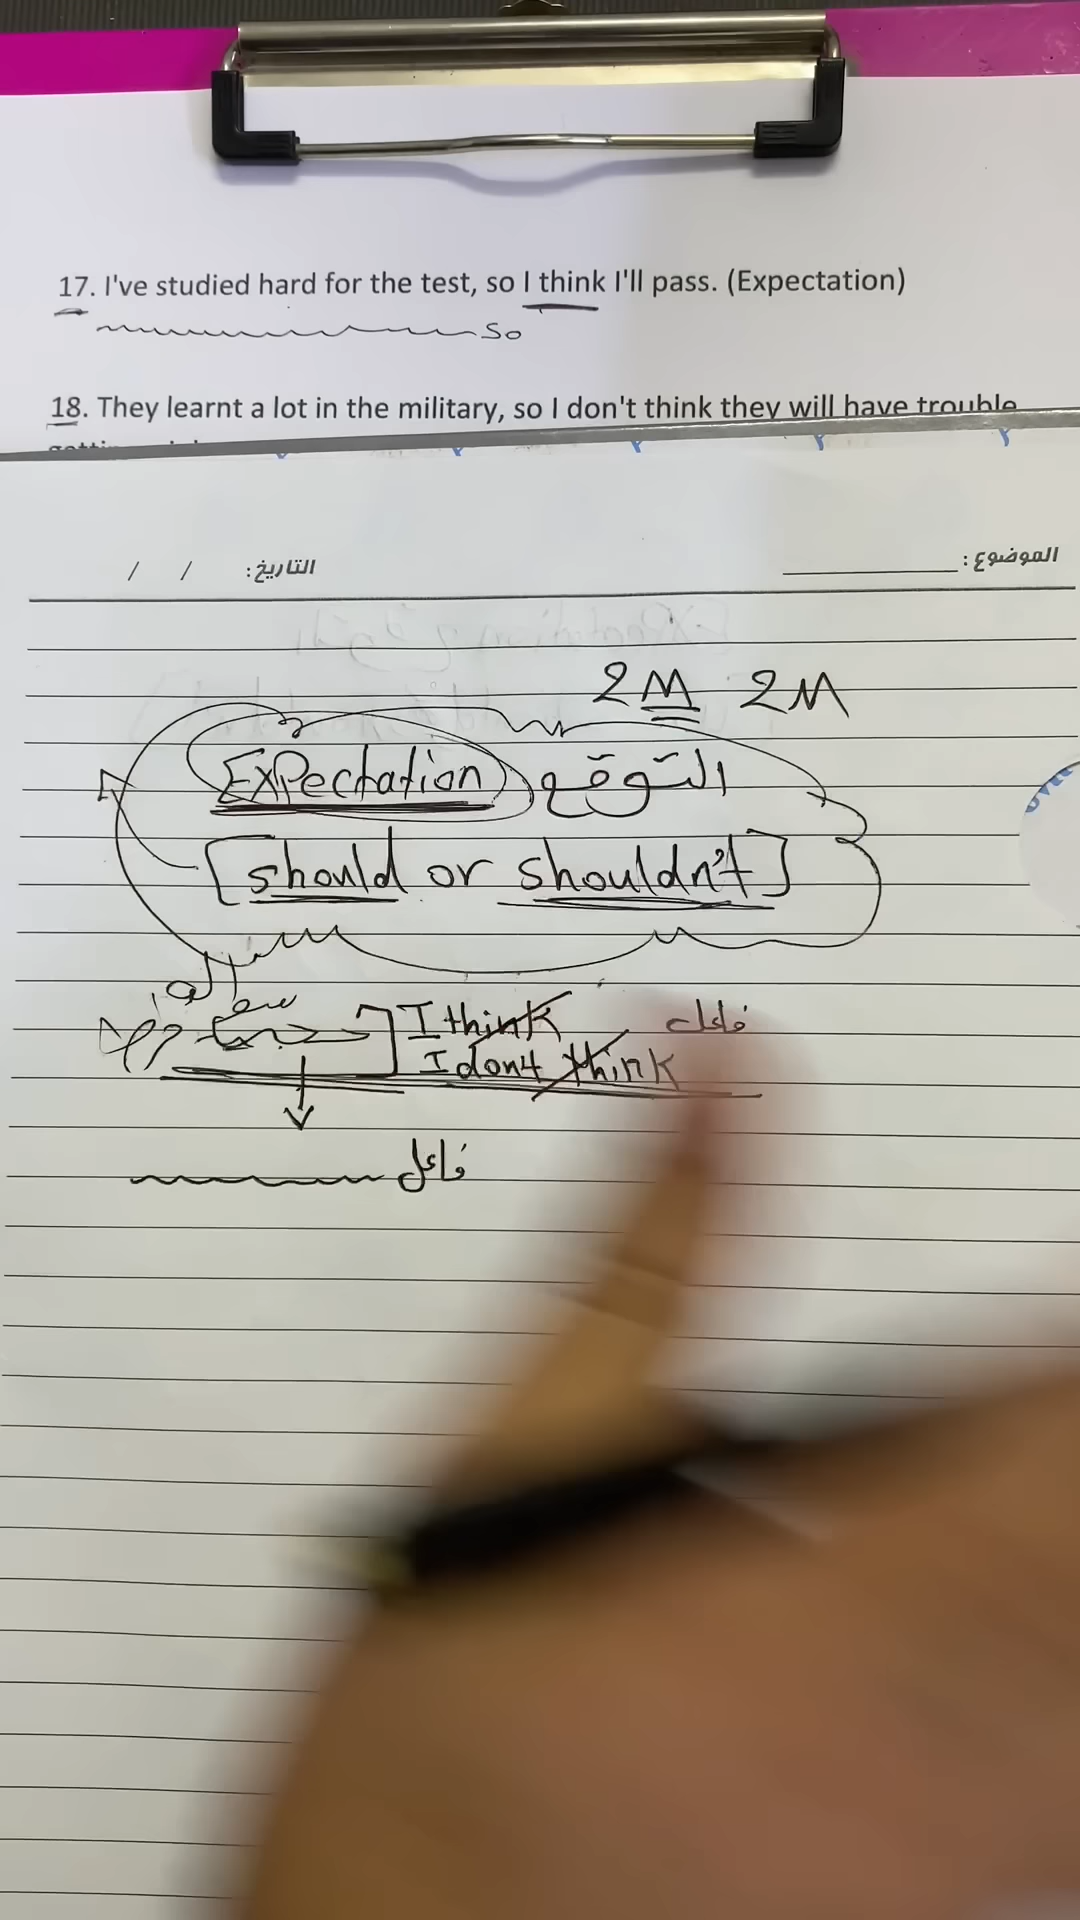 17. I've studied hard for the test, so I think I'll pass. (Expectation)
so
18. They learnt a lot in the military, so I don't think they will have trouble
الموضوع: التاريخ: / /
2M 2M
Expectation التوقع
[should or shouldn't]
I think فاعل
I don't think
فاعل